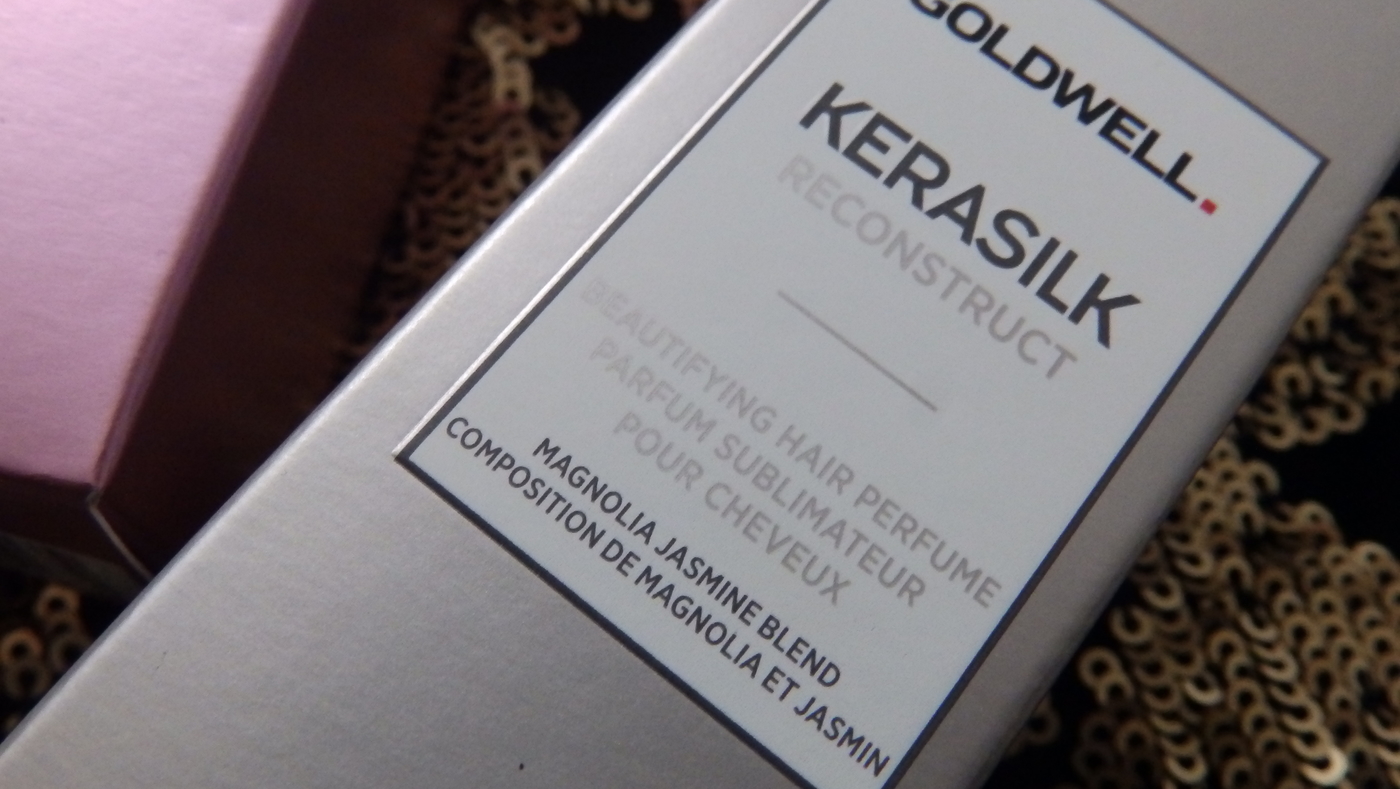 GOLDWELL.
KERASILK
RECONSTRUCT
BEAUTIFYING HAIR PERFUME
PARFUM SUBLIMATEUR
POUR CHEVEUX
MAGNOLIA JASMINE BLEND
COMPOSITION DE MAGNOLIA ET JASMIN